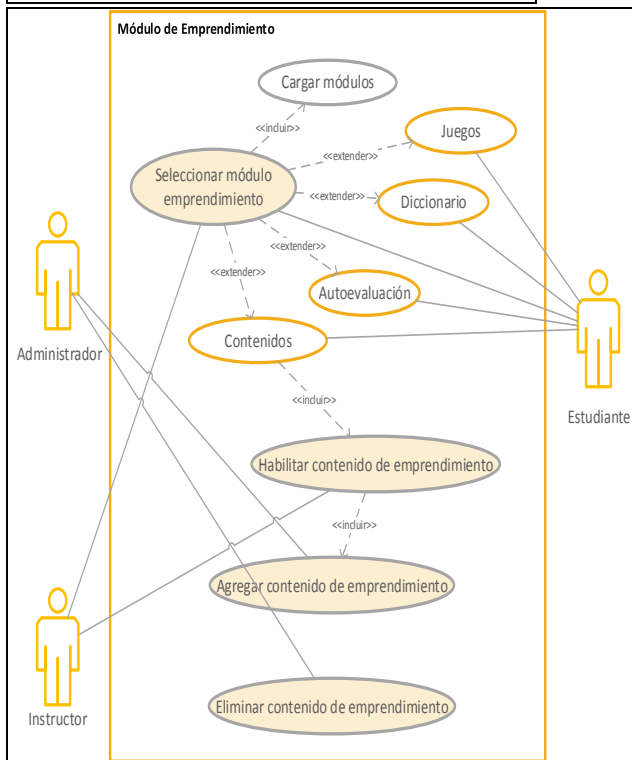 Módulo de Emprendimiento
Cargar módulos
<<incluir>>
Juegos
<<extender>>
Seleccionar módulo
emprendimiento
<<extender>>
Diccionario
<<extender>>
<<extender>>
Autoevaluación
Contenidos
Administrador
Estudiante
<<incluir>>
Habilitar contenido de emprendimiento
<<incluir>>
Agregar contenido de emprendimiento
Eliminar contenido de emprendimiento
Instructor